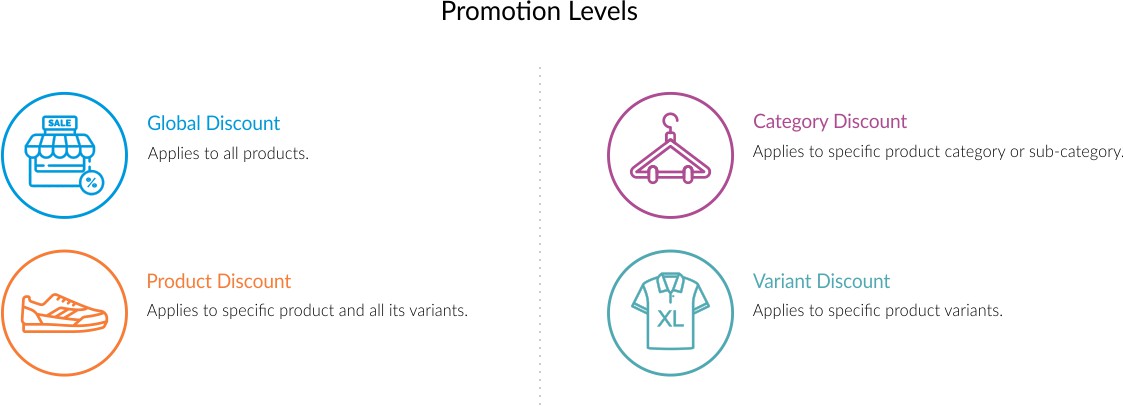 Promotion Levels
SALE
%
Global Discount
Applies to all products.
Category Discount
Applies to specific product category or sub-category.
Product Discount
Applies to specific product and all its variants.
XL
Variant Discount
Applies to specific product variants.